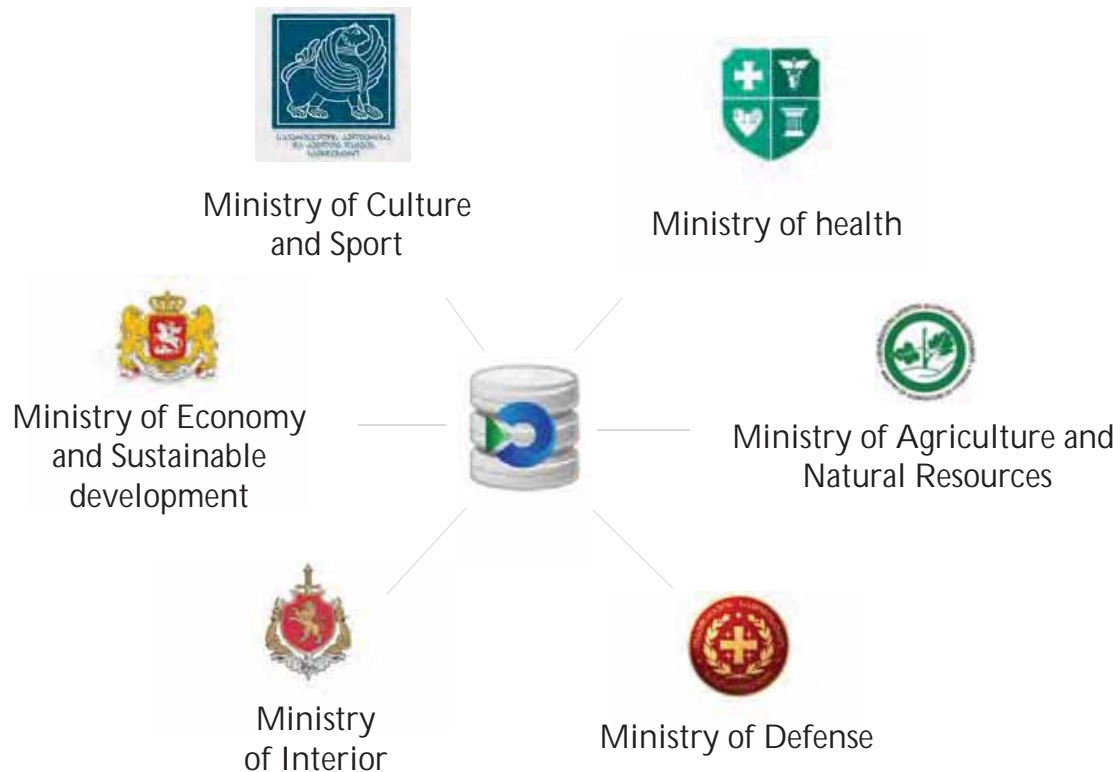 Ministry of Culture
and Sport
Ministry of health
Ministry of Economy
and Sustainable
development
Ministry of Agriculture and
Natural Resources
Ministry
of Interior
Ministry of Defense